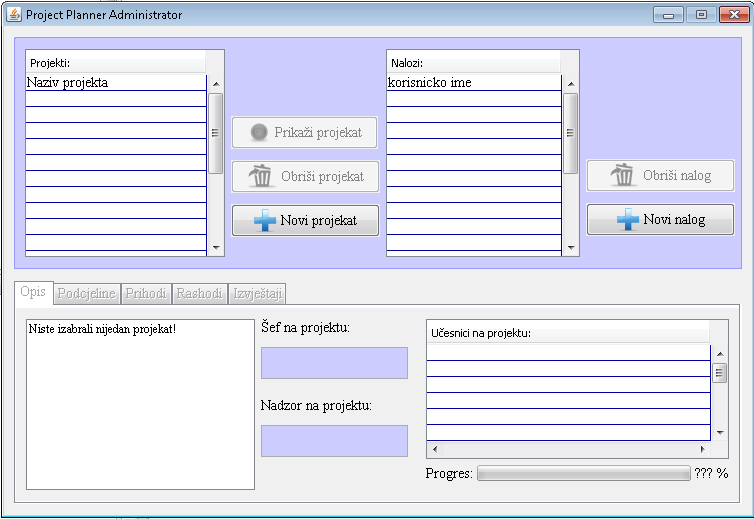 Project Planner Administrator
Projekti:
Naziv projekta
Prikaži projekat
Obriši projekat
Novi projekat
Nalozi:
korisnicko ime
Obriši nalog
Novi nalog
Opis Podcjeline Prihodi Rashodi Izvještaji
Niste izabrali nijedan projekat!
Šef na projektu:
Nadzor na projektu:
Učesnici na projektu:
Progres: ??? %